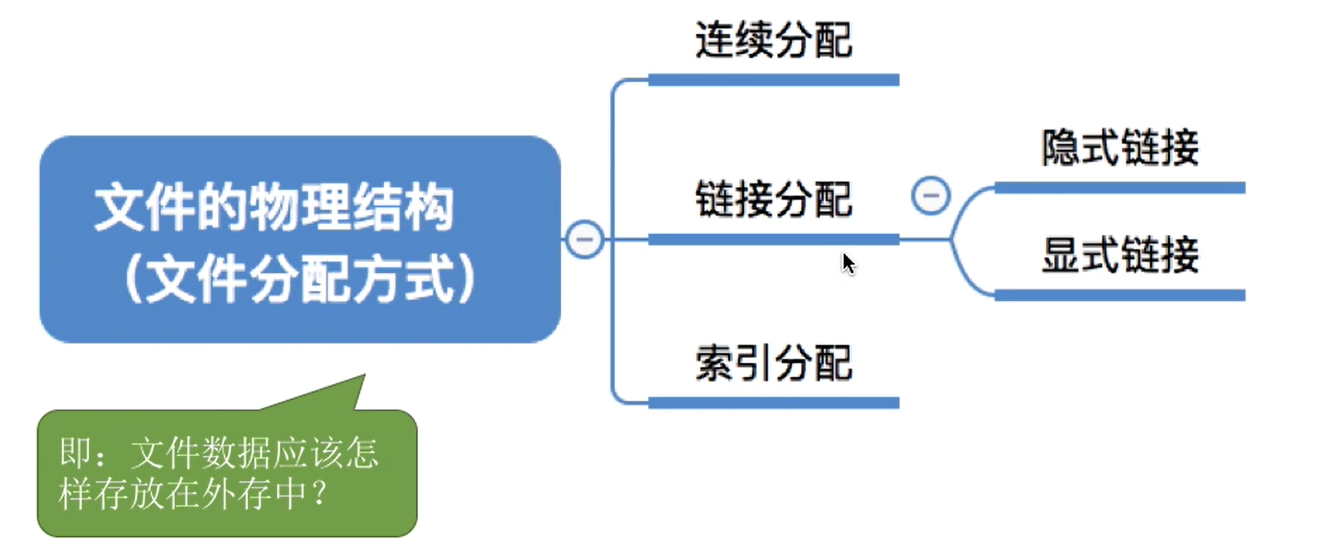 连续分配
隐式链接
文件的物理结构
（文件分配方式）
链接分配
显式链接
索引分配
即：文件数据应该怎
样存放在外存中？